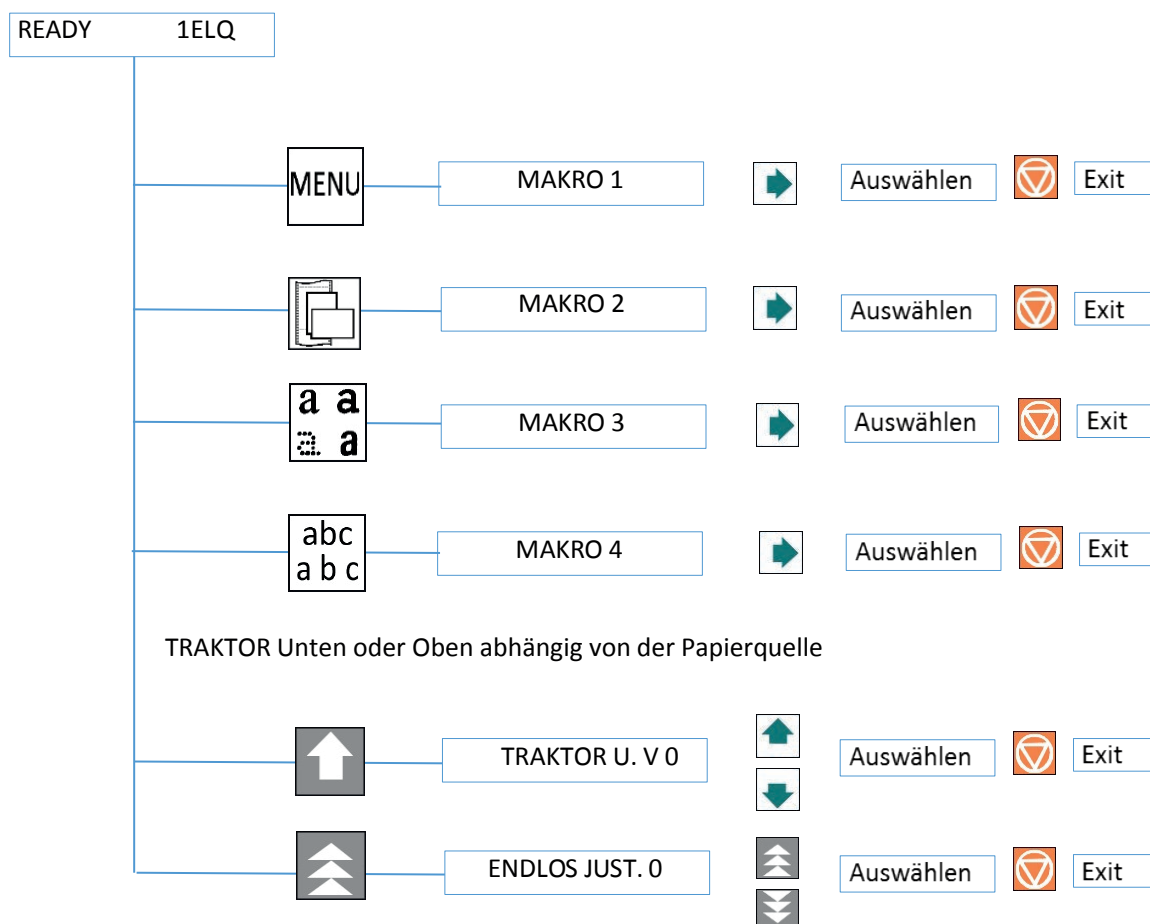 READY 1ELQ
MENU MAKRO 1 Auswählen Exit
MAKRO 2 Auswählen Exit
a a
a a
MAKRO 3 Auswählen Exit
abc
a b c
MAKRO 4 Auswählen Exit
TRAKTOR Unten oder Oben abhängig von der Papierquelle
TRAKTOR U. V 0 Auswählen Exit
ENDLOS JUST. 0 Auswählen Exit